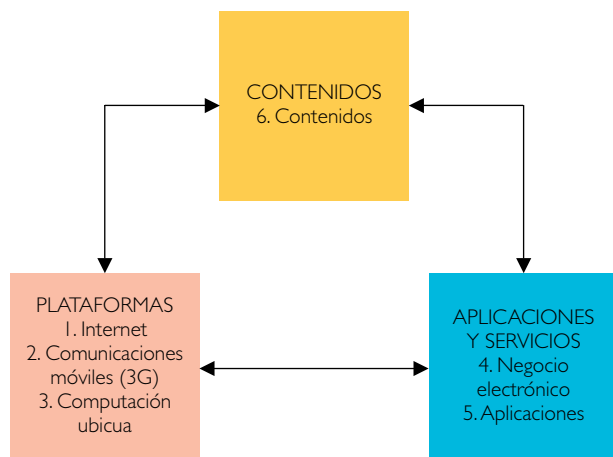 CONTENIDOS
6. Contenidos
PLATAFORMAS
1. Internet
2. Comunicaciones
móviles (3G)
3. Computación
ubicua
APLICACIONES
Y SERVICIOS
4. Negocio
electrónico
5. Aplicaciones